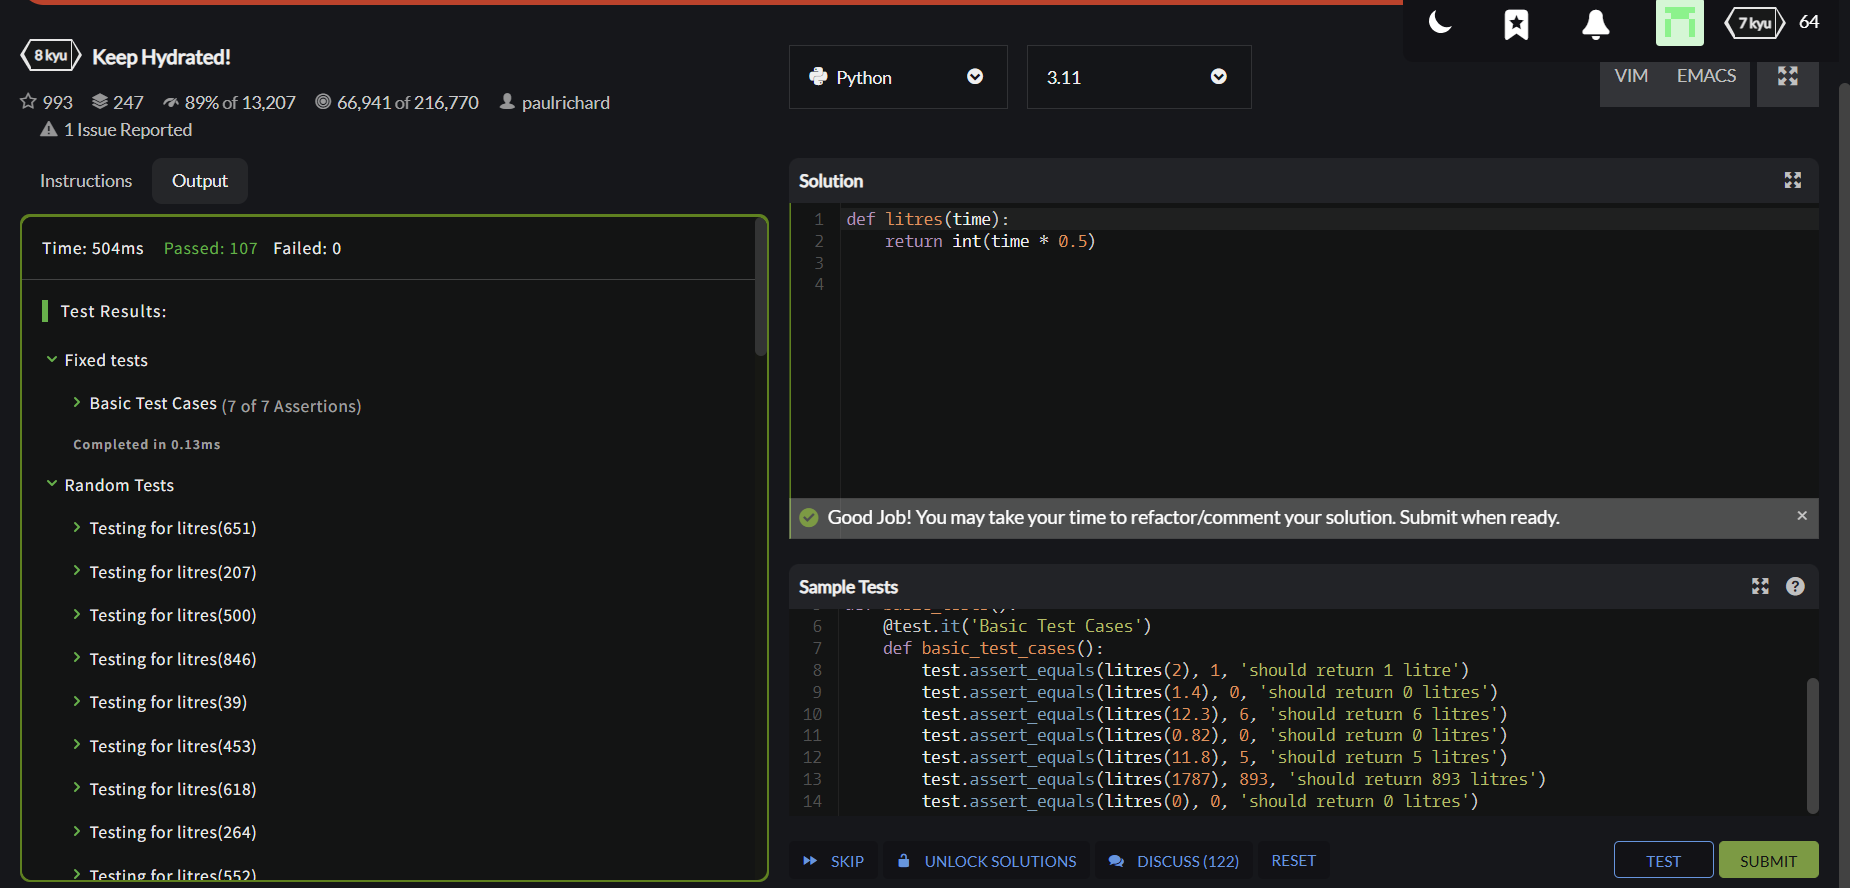 7 kyu 64
8 kyu Keep Hydrated!
993 247 89% of 13,207 66,941 of 216,770 paulrichard
1 Issue Reported
Python
3.11
VIM EMACS
Instructions Output
Time: 504ms Passed: 107 Failed: 0
Test Results:
Fixed tests
Basic Test Cases (7 of 7 Assertions)
Completed in 0.13ms
Random Tests
Testing for litres(651)
Testing for litres(207)
Testing for litres(500)
Testing for litres(846)
Testing for litres(39)
Testing for litres(453)
Testing for litres(618)
Testing for litres(264)
Testing for litres(552)
Solution
1 def litres(time):
2 return int(time * 0.5)
3
4
Good Job! You may take your time to refactor/comment your solution. Submit when ready.
Sample Tests
6 @test.it('Basic Test Cases')
7 def basic_test_cases():
8 test.assert_equals(litres(2), 1, 'should return 1 litre')
9 test.assert_equals(litres(1.4), 0, 'should return 0 litres')
10 test.assert_equals(litres(12.3), 6, 'should return 6 litres')
11 test.assert_equals(litres(0.82), 0, 'should return 0 litres')
12 test.assert_equals(litres(11.8), 5, 'should return 5 litres')
13 test.assert_equals(litres(1787), 893, 'should return 893 litres')
14 test.assert_equals(litres(0), 0, 'should return 0 litres')
SKIP UNLOCK SOLUTIONS DISCUSS (122) RESET TEST SUBMIT